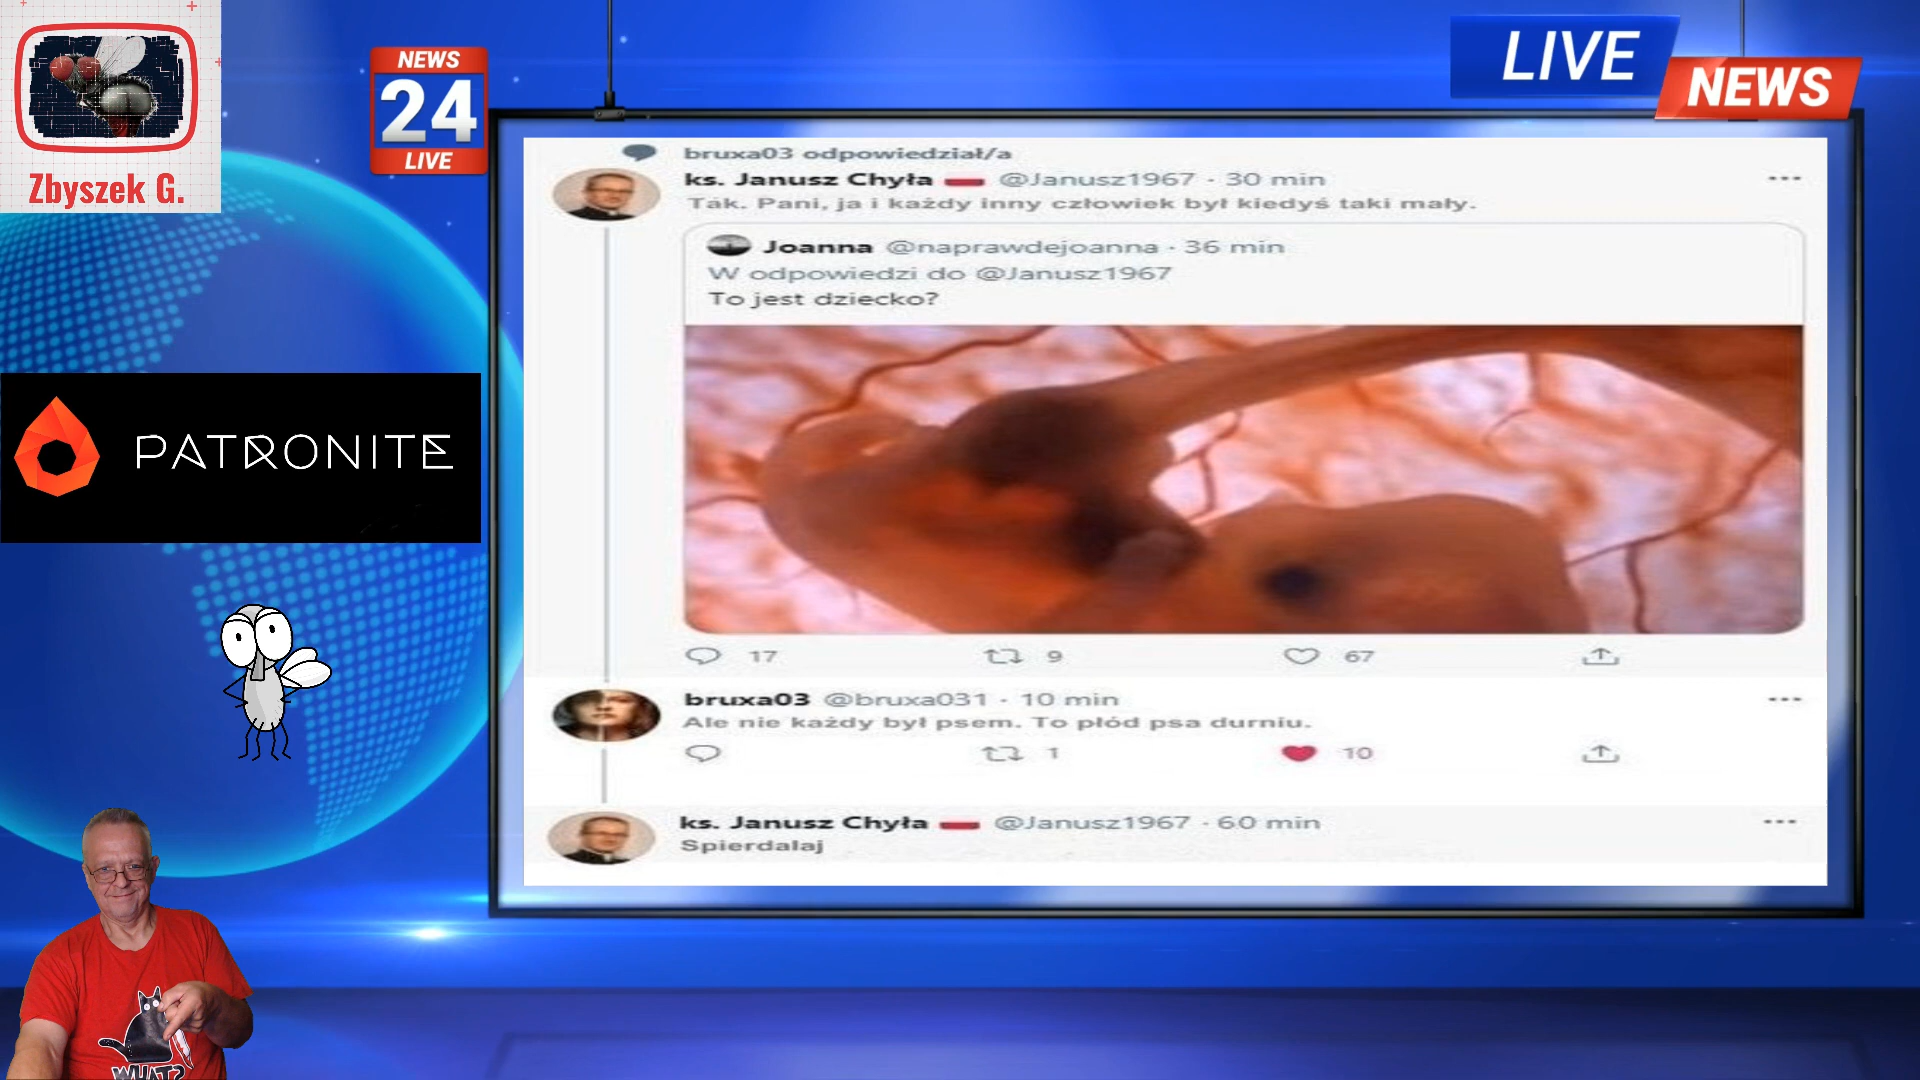 Zbyszek G.
NEWS
24
LIVE
LIVE
NEWS
PATRONITE
bruxa03 odpowiedział/a
ks. Janusz Chyła @Janusz1967 · 30 min
Tak. Pani, ja i każdy inny człowiek był kiedyś taki mały.
Joanna @naprawdejoanna · 36 min
W odpowiedzi do @Janusz1967
To jest dziecko?
17 9 67
bruxa03 @bruxa031 · 10 min
Ale nie każdy był psem. To płód psa durniu.
1 10
ks. Janusz Chyła @Janusz1967 · 60 min
Spierdalaj
WHAT?